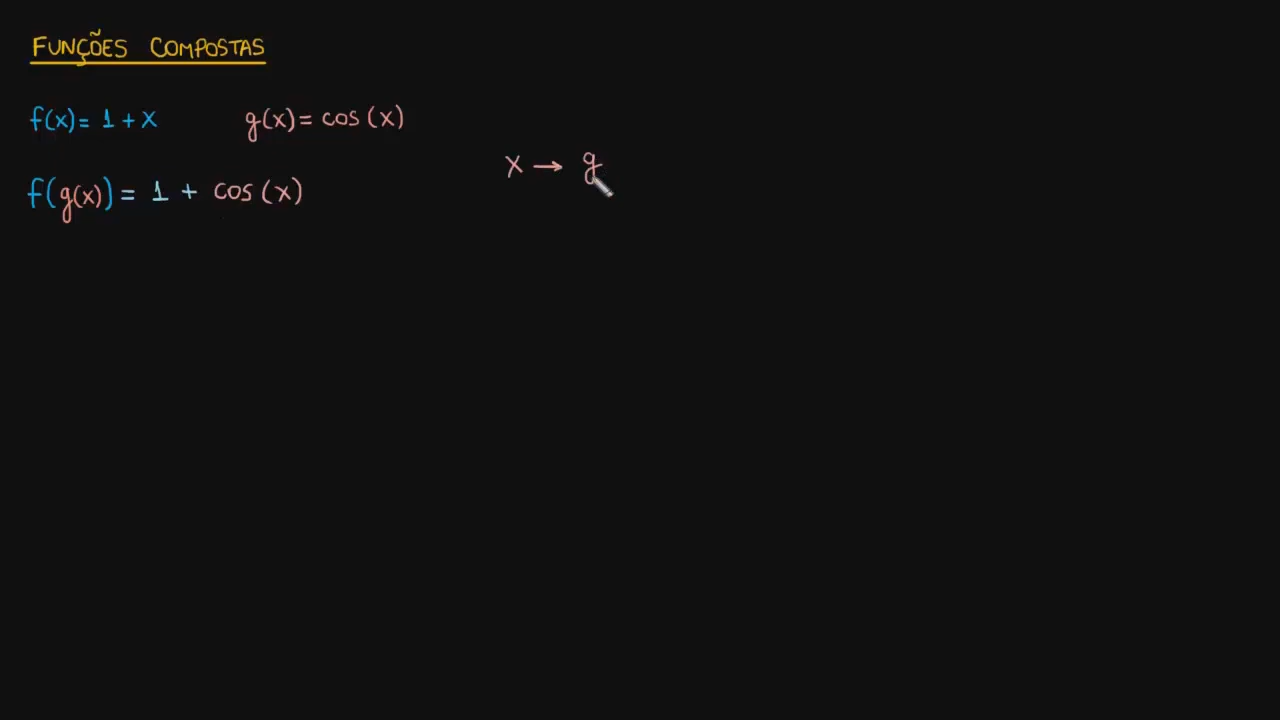 FUNÇÕES COMPOSTAS
f(x) = 1 + x g(x) = cos(x)
x → g
f(g(x)) = 1 + cos(x)